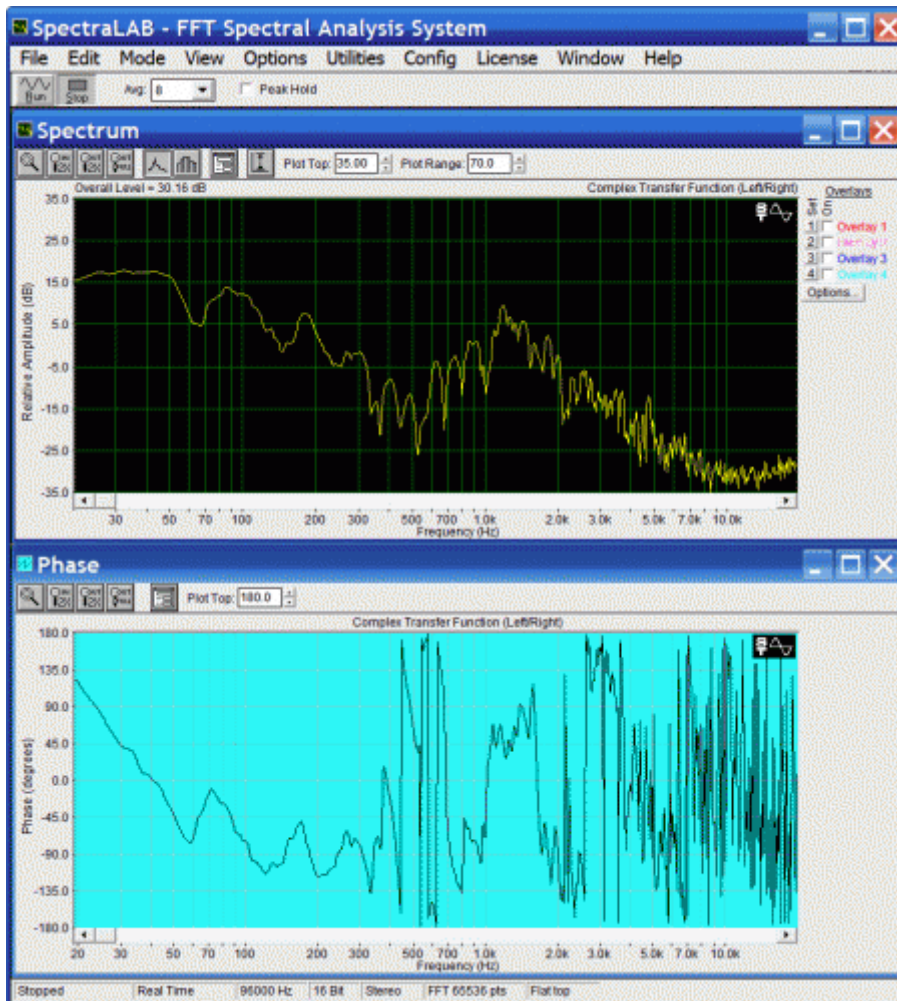 SpectraLAB - FFT Spectral Analysis System
File Edit Mode View Options Utilities Config License Window Help
Run Stop Avg: 8 Peak Hold
Spectrum
Plot Top: 35.00 Plot Range: 70.0
Overall Level = 30.16 dB Complex Transfer Function (Left/Right) Overlays
Set On
1 Overlay 1
2
3 Overlay 3
4 Overlay 4
Options...
Relative Amplitude (dB)
35.0
25.0
15.0
5.0
-5.0
-15.0
-25.0
-35.0
30 50 70 100 200 300 500 700 1.0k 2.0k 3.0k 5.0k 7.0k 10.0k
Frequency (Hz)
Phase
Plot Top: 180.0
Complex Transfer Function (Left/Right)
Phase (degrees)
180.0
135.0
90.0
45.0
0.0
-45.0
-90.0
-135.0
-180.0
20 30 50 70 100 200 300 500 700 1.0k 2.0k 3.0k 5.0k 7.0k 10.0k
Frequency (Hz)
Stopped Real Time 96000 Hz 16 Bit Stereo FFT 65536 pts Flat top